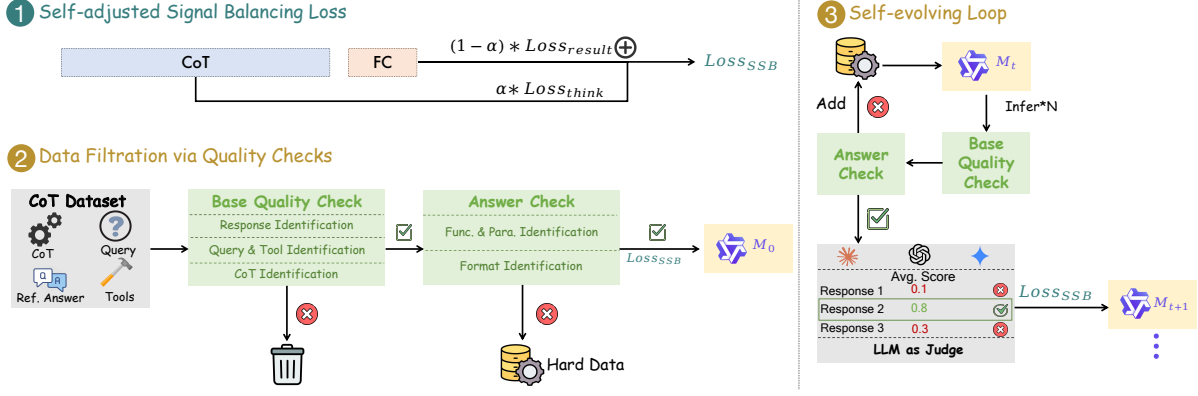 1 Self-adjusted Signal Balancing Loss
CoT
FC
(1 − α) ∗ Loss_result
α∗ Loss_think
Loss_SSB
2 Data Filtration via Quality Checks
CoT Dataset
CoT
Query
Ref. Answer
Tools
Q
A
Base Quality Check
Response Identification
Query & Tool Identification
CoT Identification
Answer Check
Func. & Para. Identification
Format Identification
Loss_SSB
M_0
Hard Data
3 Self-evolving Loop
M_t
Add
Infer*N
Answer
Check
Base
Quality
Check
Avg. Score
Response 1 0.1
Response 2 0.8
Response 3 0.3
LLM as Judge
Loss_SSB
M_t+1